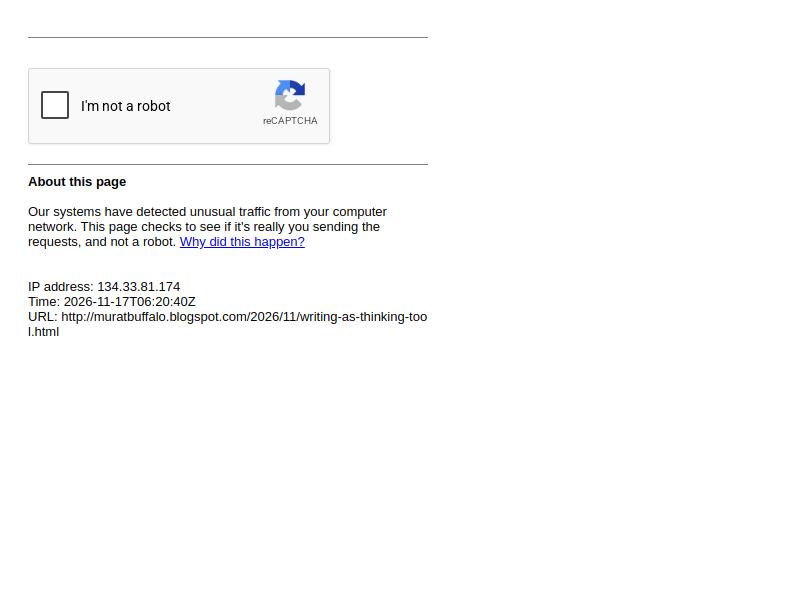 I'm not a robot
reCAPTCHA
About this page
Our systems have detected unusual traffic from your computer
network. This page checks to see if it's really you sending the
requests, and not a robot. Why did this happen?
IP address: 134.33.81.174
Time: 2026-11-17T06:20:40Z
URL: http://muratbuffalo.blogspot.com/2026/11/writing-as-thinking-too
l.html